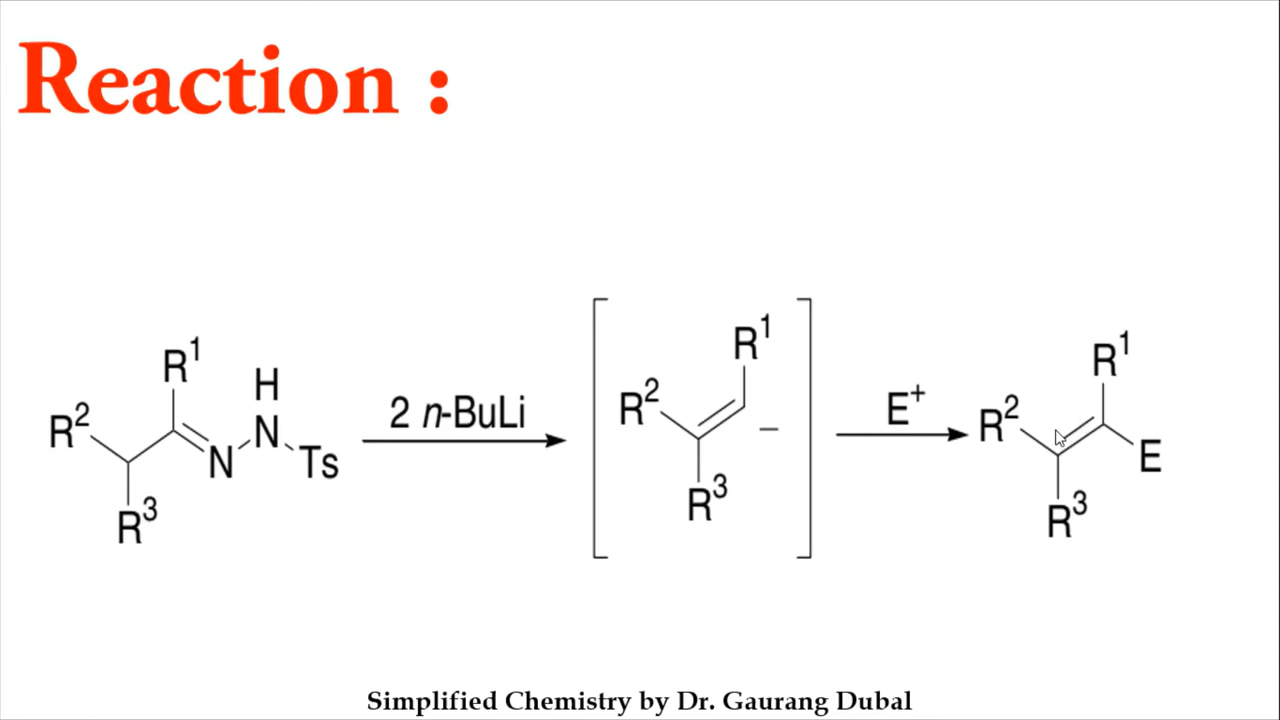 Reaction :
R¹
H
R²
N
N
Ts
R³
2 n-BuLi
R¹
R²
–
R³
E⁺
R¹
R²
E
R³
Simplified Chemistry by Dr. Gaurang Dubal